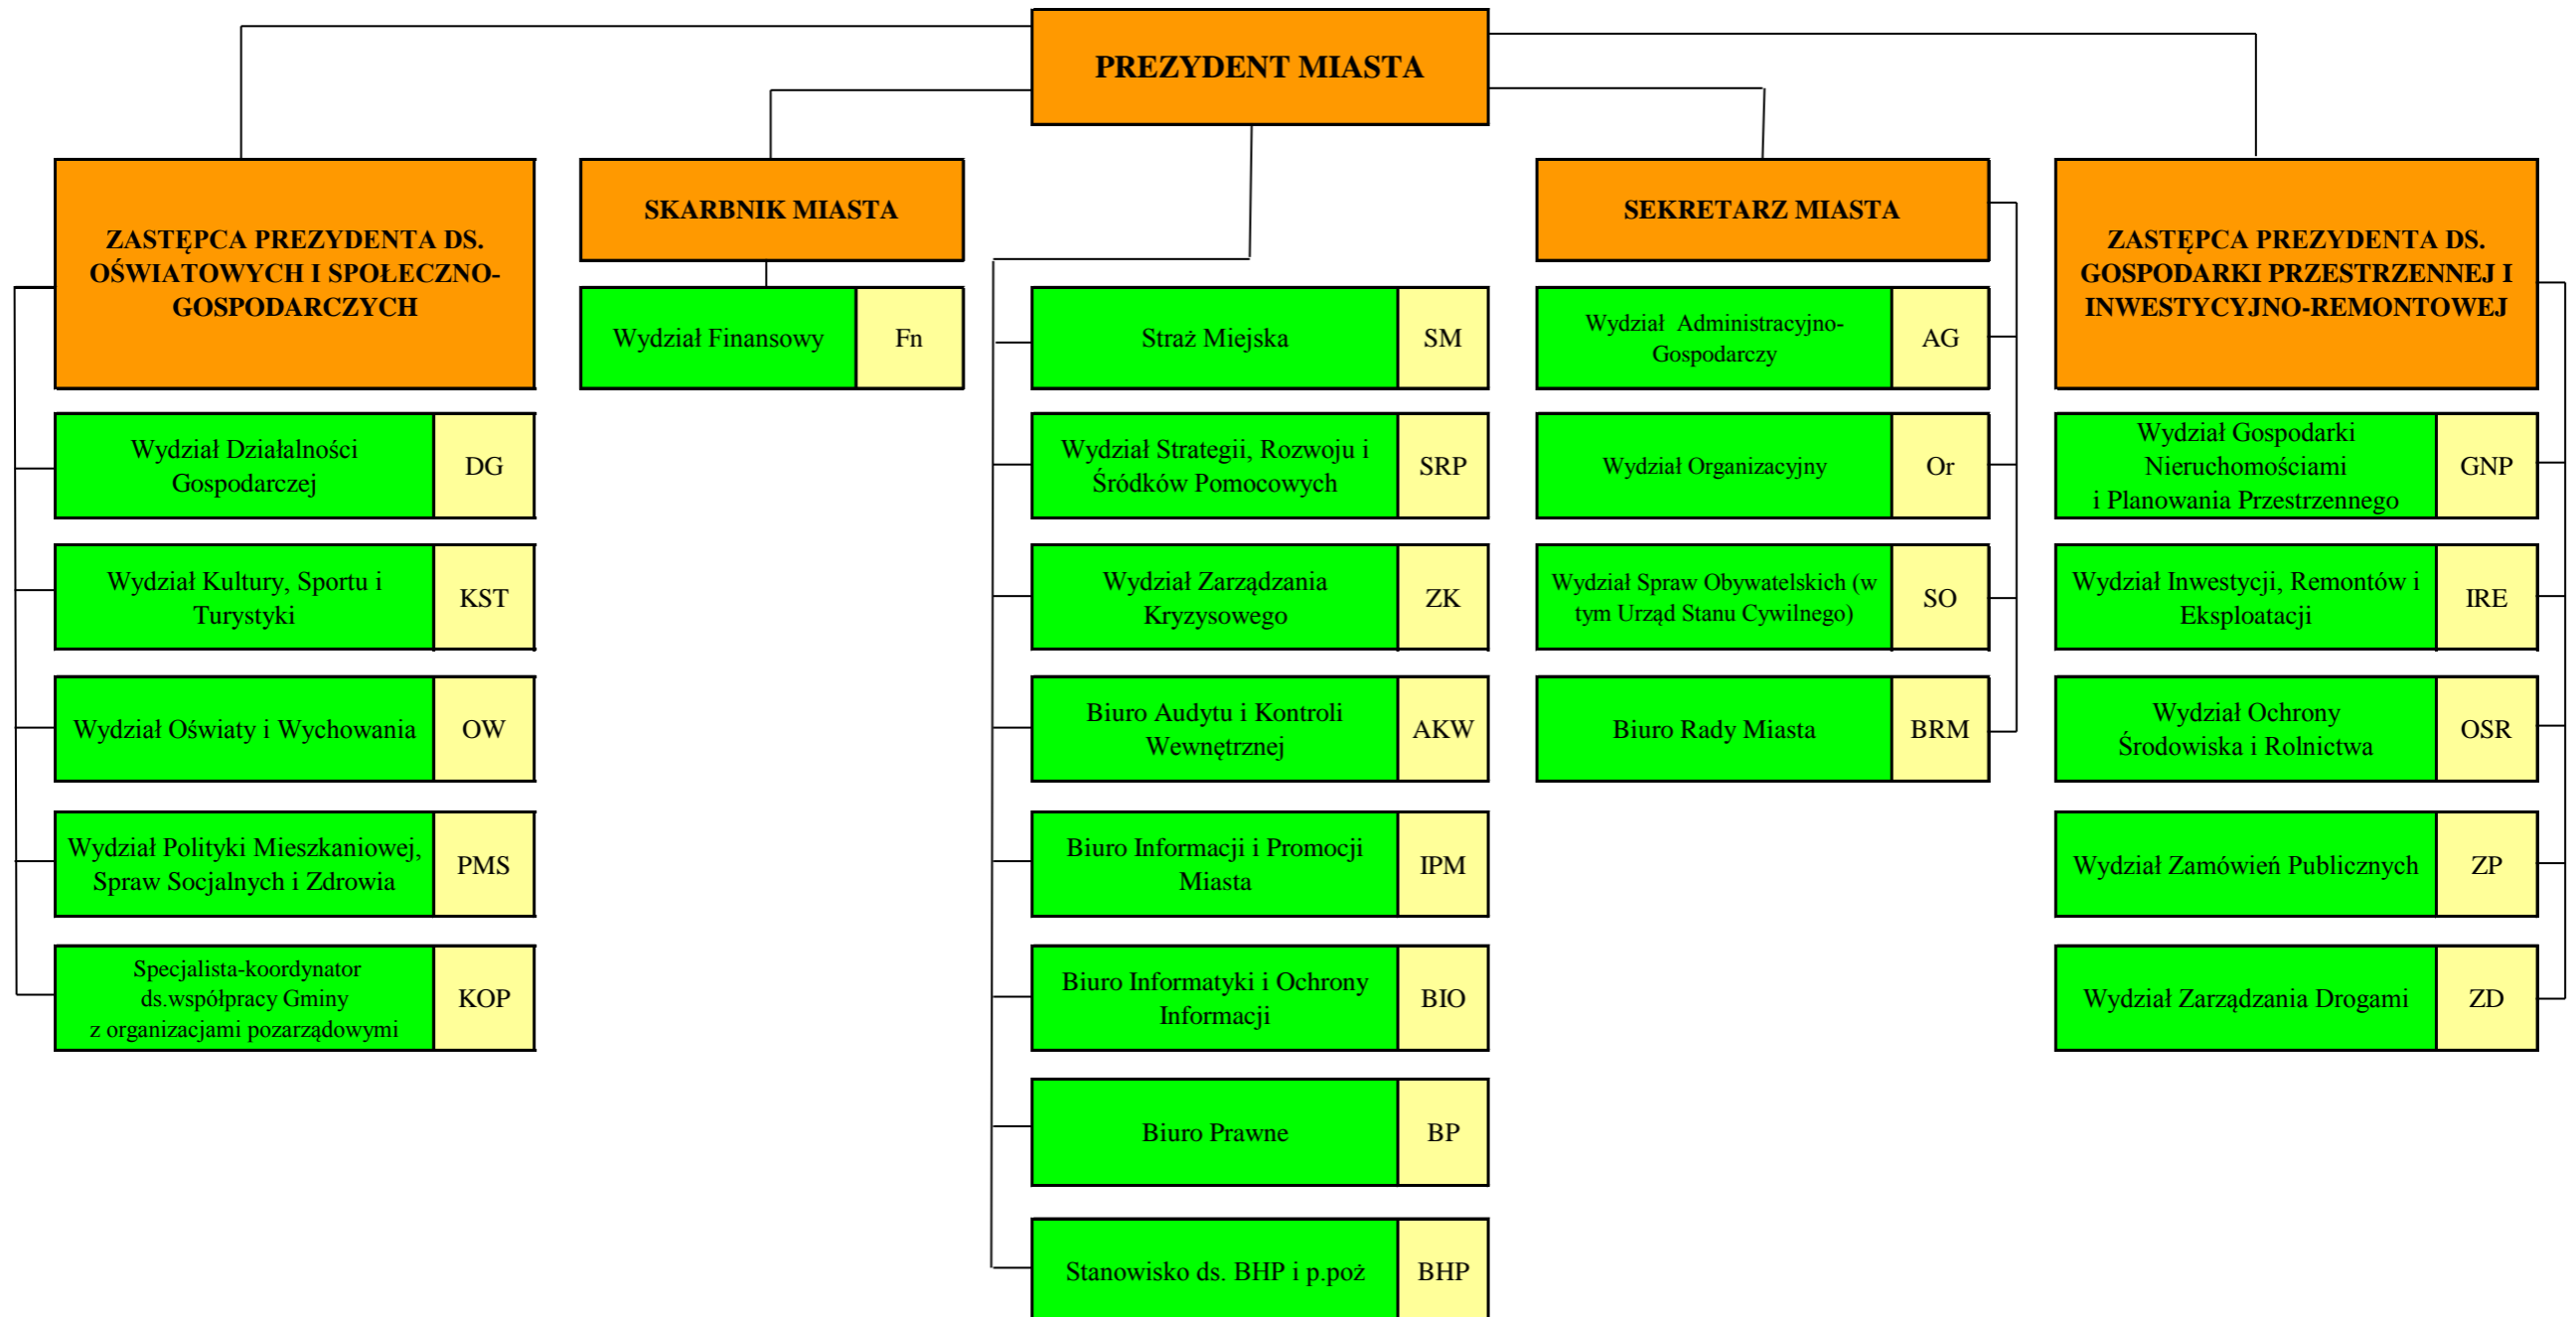 PREZYDENT MIASTA
ZASTĘPCA PREZYDENTA DS.
OŚWIATOWYCH I SPOŁECZNO-
GOSPODARCZYCH
Wydział Działalności
Gospodarczej
DG
Wydział Kultury, Sportu i
Turystyki
KST
Wydział Oświaty i Wychowania
OW
Wydział Polityki Mieszkaniowej,
Spraw Socjalnych i Zdrowia
PMS
Specjalista-koordynator
ds.współpracy Gminy
z organizacjami pozarządowymi
KOP
SKARBNIK MIASTA
Wydział Finansowy
Fn
Straż Miejska
SM
Wydział Strategii, Rozwoju i
Śródków Pomocowych
SRP
Wydział Zarządzania
Kryzysowego
ZK
Biuro Audytu i Kontroli
Wewnętrznej
AKW
Biuro Informacji i Promocji
Miasta
IPM
Biuro Informatyki i Ochrony
Informacji
BIO
Biuro Prawne
BP
Stanowisko ds. BHP i p.poż
BHP
SEKRETARZ MIASTA
Wydział Administracyjno-
Gospodarczy
AG
Wydział Organizacyjny
Or
Wydział Spraw Obywatelskich (w
tym Urząd Stanu Cywilnego)
SO
Biuro Rady Miasta
BRM
ZASTĘPCA PREZYDENTA DS.
GOSPODARKI PRZESTRZENNEJ I
INWESTYCYJNO-REMONTOWEJ
Wydział Gospodarki
Nieruchomościami
i Planowania Przestrzennego
GNP
Wydział Inwestycji, Remontów i
Eksploatacji
IRE
Wydział Ochrony
Środowiska i Rolnictwa
OSR
Wydział Zamówień Publicznych
ZP
Wydział Zarządzania Drogami
ZD